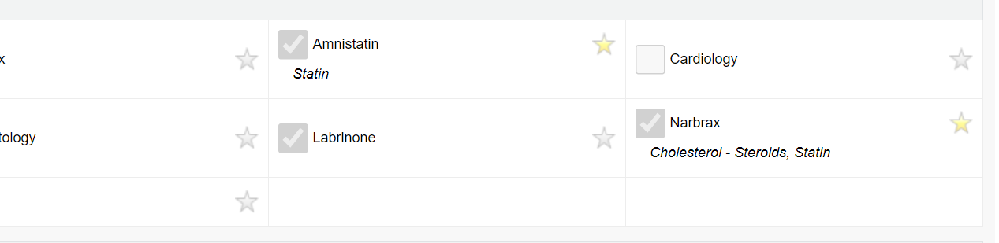 x
Amnistatin
Statin
Cardiology
tology
Labrinone
Narbrax
Cholesterol - Steroids, Statin